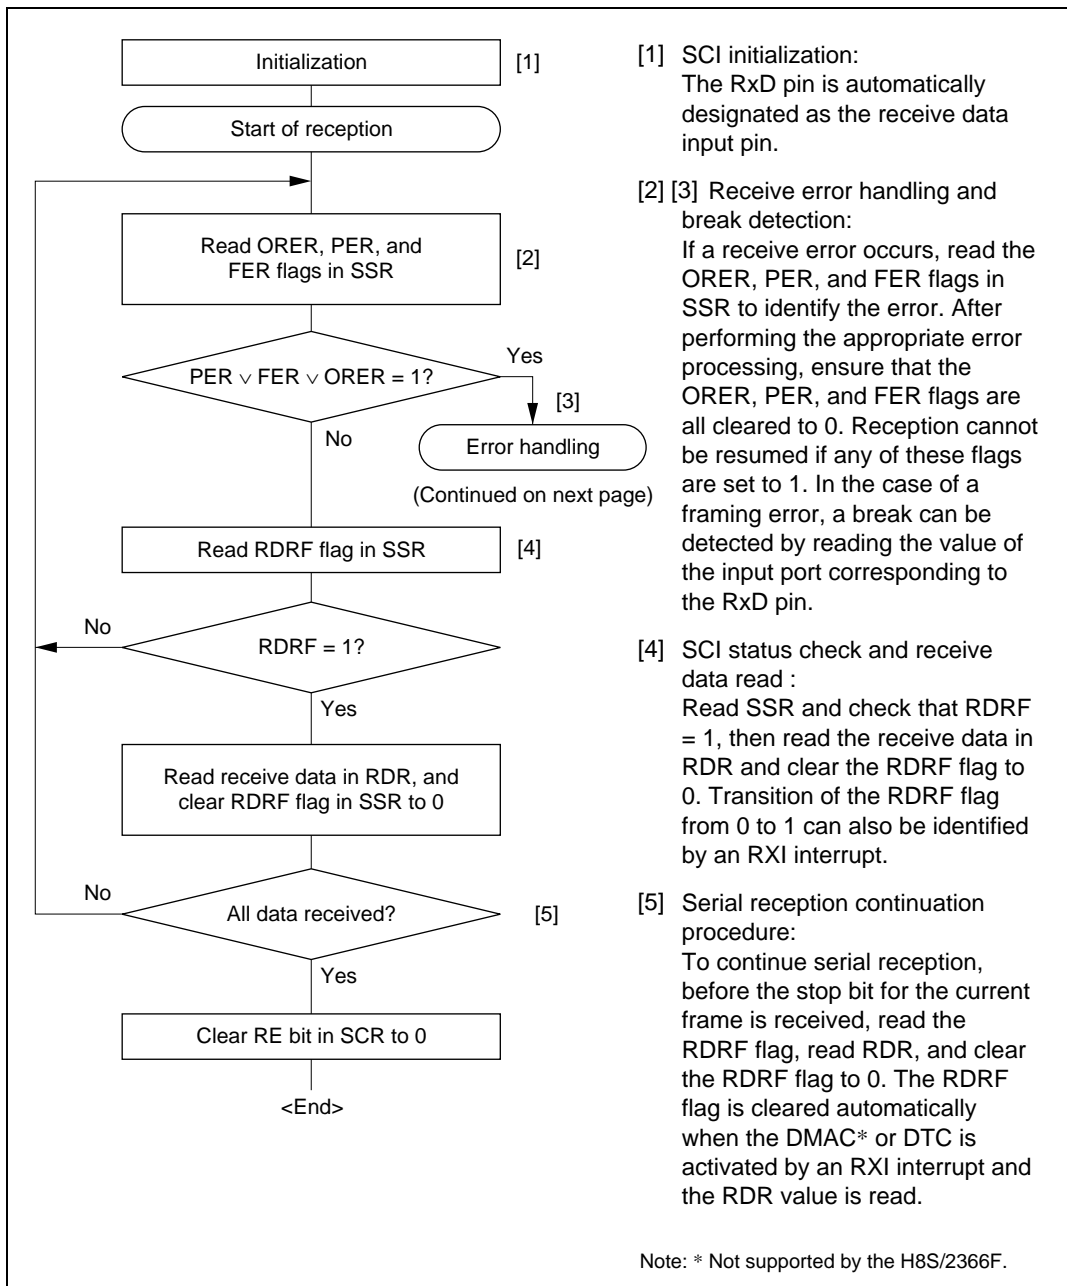 Initialization
[1]
Start of reception
Read ORER, PER, and
FER flags in SSR
[2]
PER ∨ FER ∨ ORER = 1?
Yes
[3]
No
Error handling
(Continued on next page)
Read RDRF flag in SSR
[4]
No
RDRF = 1?
Yes
Read receive data in RDR, and
clear RDRF flag in SSR to 0
No
All data received?
[5]
Yes
Clear RE bit in SCR to 0
<End>
[1] SCI initialization:
The RxD pin is automatically
designated as the receive data
input pin.
[2] [3] Receive error handling and
break detection:
If a receive error occurs, read the
ORER, PER, and FER flags in
SSR to identify the error. After
performing the appropriate error
processing, ensure that the
ORER, PER, and FER flags are
all cleared to 0. Reception cannot
be resumed if any of these flags
are set to 1. In the case of a
framing error, a break can be
detected by reading the value of
the input port corresponding to
the RxD pin.
[4] SCI status check and receive
data read :
Read SSR and check that RDRF
= 1, then read the receive data in
RDR and clear the RDRF flag to
0. Transition of the RDRF flag
from 0 to 1 can also be identified
by an RXI interrupt.
[5] Serial reception continuation
procedure:
To continue serial reception,
before the stop bit for the current
frame is received, read the
RDRF flag, read RDR, and clear
the RDRF flag to 0. The RDRF
flag is cleared automatically
when the DMAC* or DTC is
activated by an RXI interrupt and
the RDR value is read.
Note: * Not supported by the H8S/2366F.